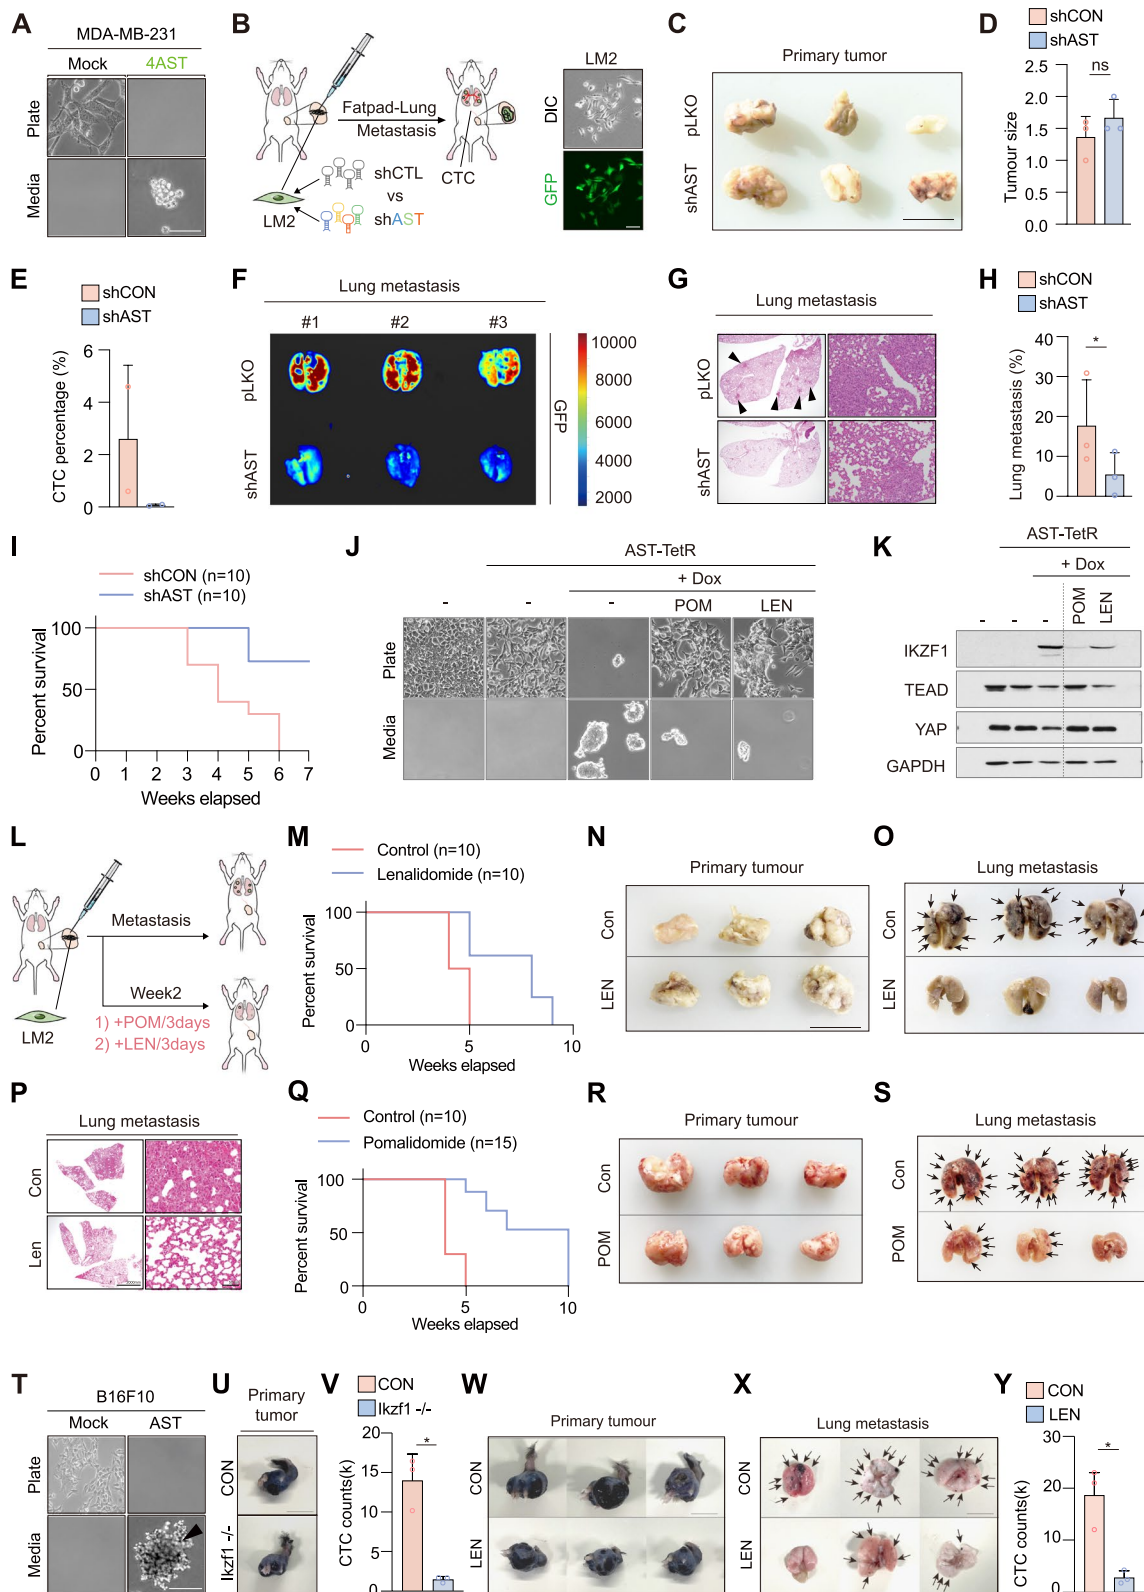 A
MDA-MB-231
Mock 4AST
Plate
Media
B
Fatpad-Lung
Metastasis
CTC
shCTL
vs
shAST
LM2
LM2
DIC
GFP
C
Primary tumor
pLKO
shAST
D
shCON
shAST
ns
Tumour size
2.5
2.0
1.5
1.0
0.5
0.0
E
shCON
shAST
CTC percentage (%)
6
4
2
0
F
Lung metastasis
#1 #2 #3
pLKO
shAST
GFP
10000
8000
6000
4000
2000
G
Lung metastasis
pLKO
shAST
H
shCON
shAST
*
Lung metastasis (%)
40
30
20
10
0
I
shCON (n=10)
shAST (n=10)
Percent survival
100
50
0
0 1 2 3 4 5 6 7
Weeks elapsed
J
AST-TetR
+ Dox
- - - POM LEN
Plate
Media
K
AST-TetR
+ Dox
- - - POM LEN
IKZF1
TEAD
YAP
GAPDH
L
Metastasis
Week2
1) +POM/3days
2) +LEN/3days
LM2
M
Control (n=10)
Lenalidomide (n=10)
Percent survival
100
50
0
0 5 10
Weeks elapsed
N
Primary tumour
Con
LEN
O
Lung metastasis
Con
LEN
P
Lung metastasis
Con
Len
Q
Control (n=10)
Pomalidomide (n=15)
Percent survival
100
50
0
0 5 10
Weeks elapsed
R
Primary tumour
Con
POM
S
Lung metastasis
Con
POM
T
B16F10
Mock AST
Plate
Media
U
Primary
tumor
CON
Ikzf1 -/-
V
CON
Ikzf1 -/-
*
CTC counts(k)
20
15
10
5
0
W
Primary tumour
CON
LEN
X
Lung metastasis
CON
LEN
Y
CON
LEN
*
CTC counts(k)
30
20
10
0